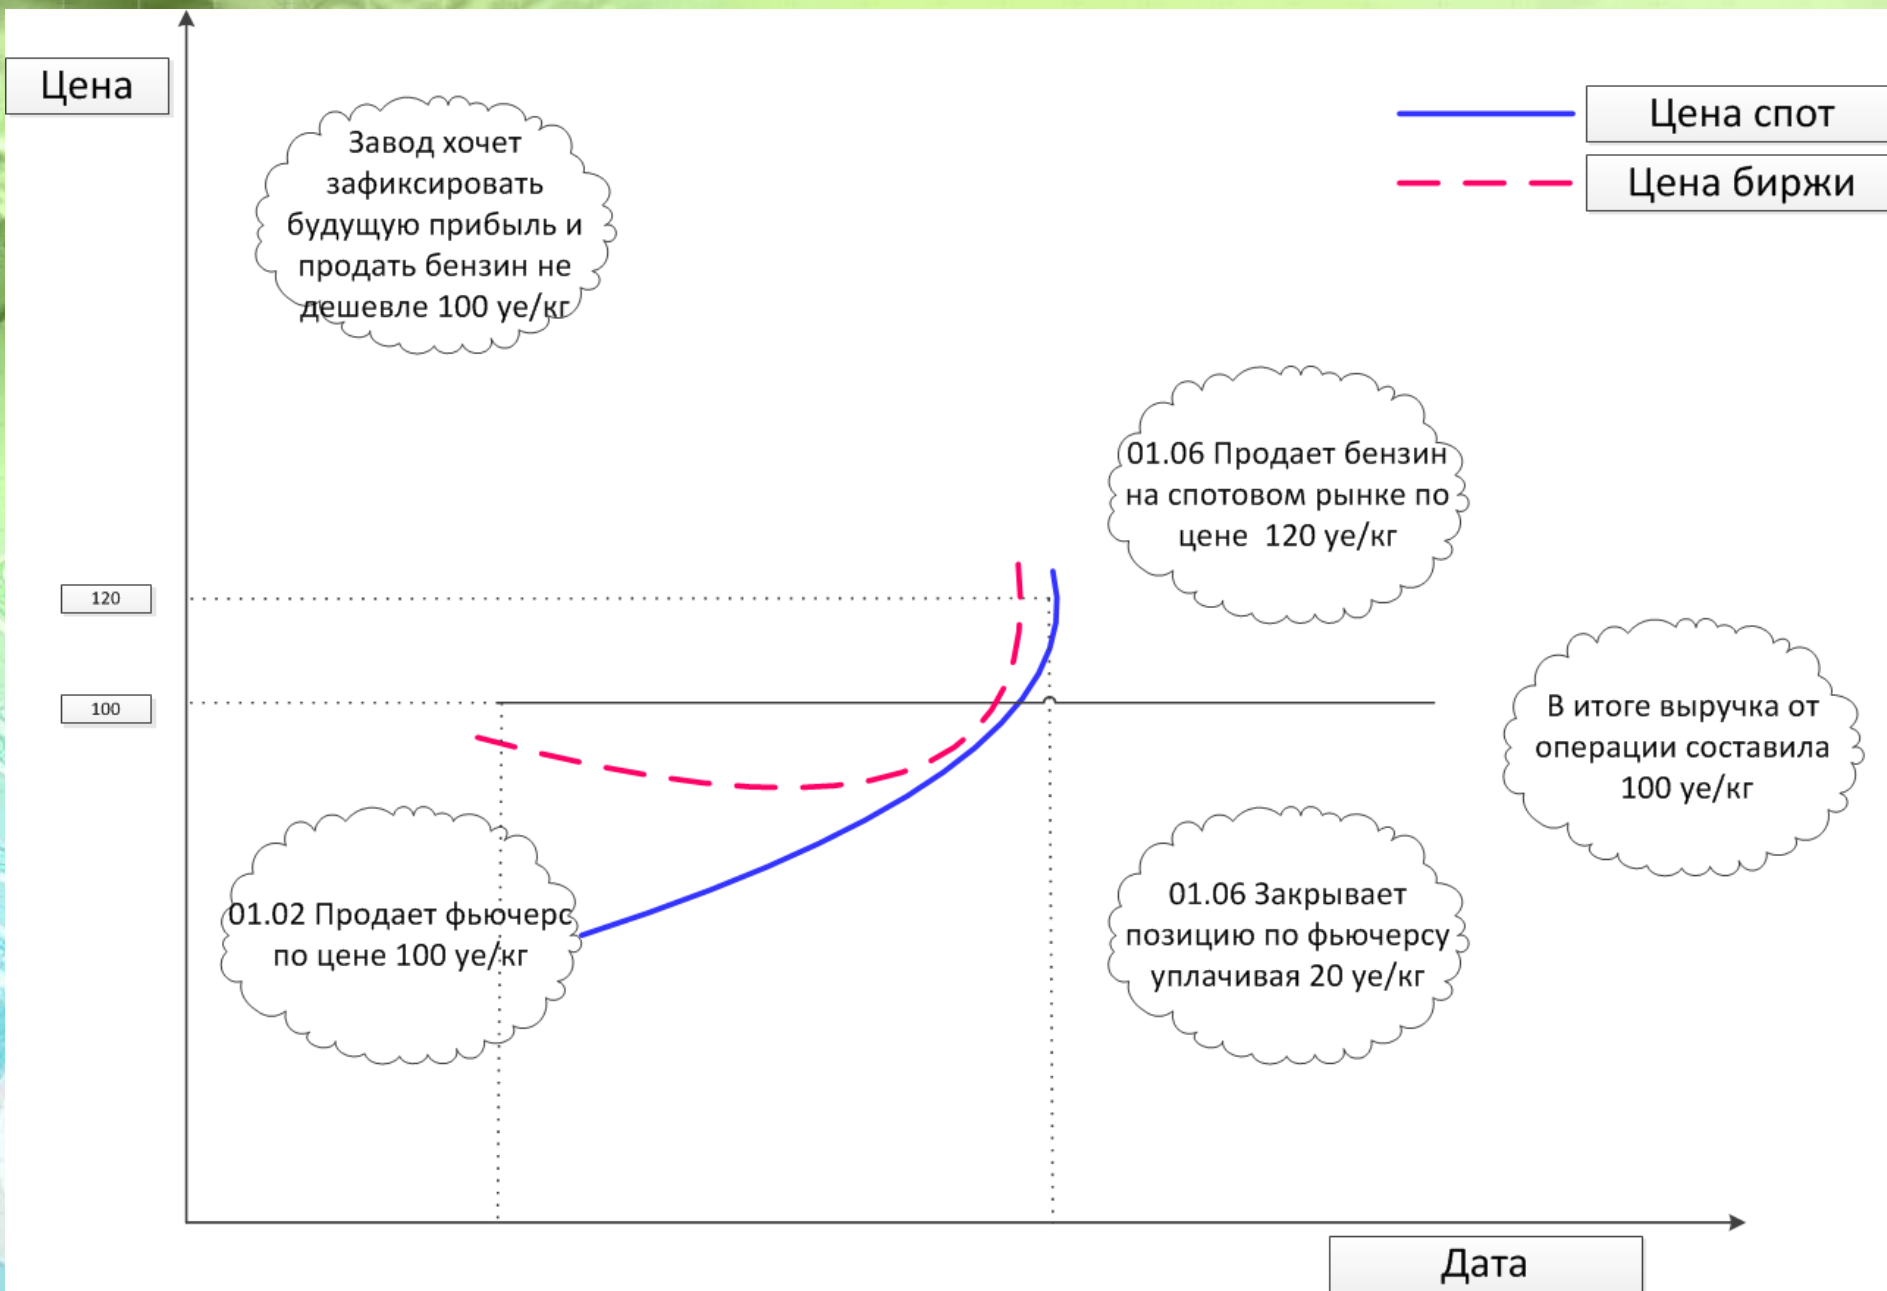 Цена
Завод хочет
зафиксировать
будущую прибыль и
продать бензин не
дешевле 100 уе/кг
Цена спот
Цена биржи
01.06 Продает бензин
на спотовом рынке по
цене 120 уе/кг
120
100
В итоге выручка от
операции составила
100 уе/кг
01.02 Продает фьючерс
по цене 100 уе/кг
01.06 Закрывает
позицию по фьючерсу
уплачивая 20 уе/кг
Дата